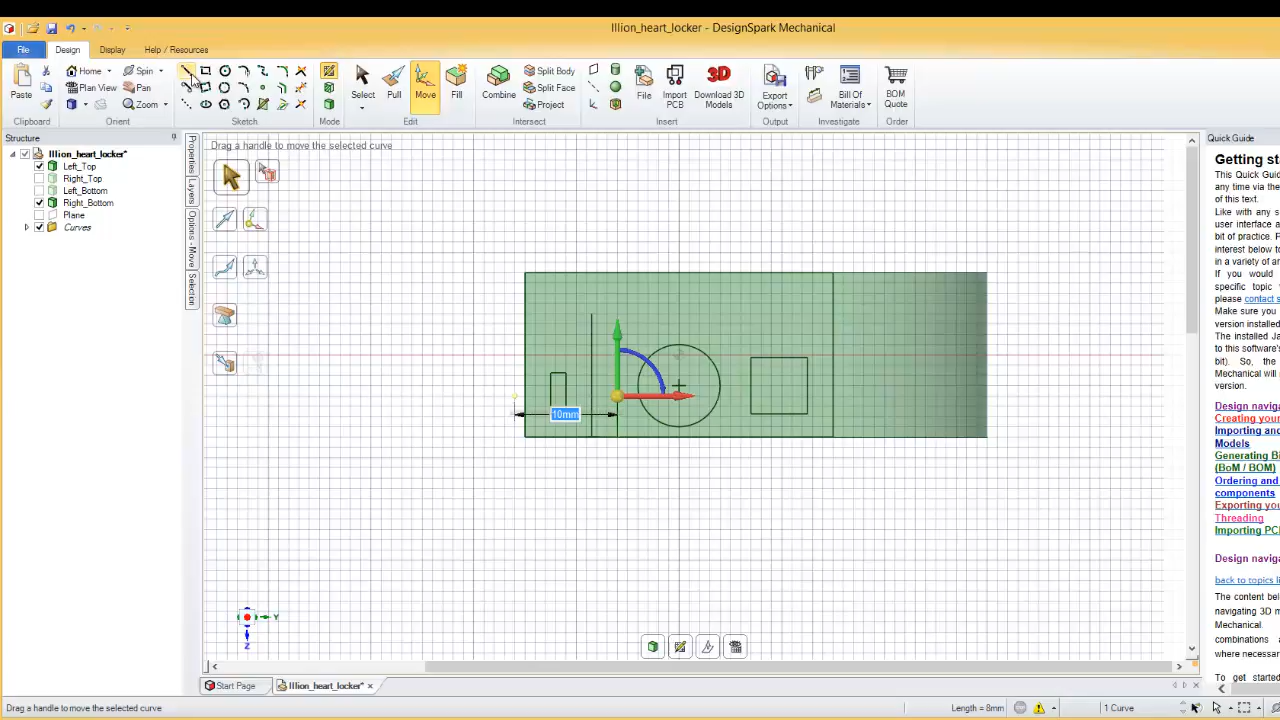 Illion_heart_locker - DesignSpark Mechanical
File Design Display Help / Resources
Home Spin
Plan View Pan
Zoom
Paste
Select Pull Move Fill
Combine
Split Body
Split Face
Project
File
Import PCB
Download 3D Models
Export Options
Bill of Materials
BOM Quote
Clipboard Orient Sketch Mode Edit Intersect Insert Output Investigate Order
Structure
Illion_heart_locker*
Left_Top
Right_Top
Left_Bottom
Right_Bottom
Plane
Curves
Properties
Layers
Options - Move
Selection
Drag a handle to move the selected curve
10mm
Y
Z
Quick Guide
Getting sta
This Quick Guid
any time via the
of this text.
Like with any s
user interface a
bit of practice. F
interest below a
in a variety of a
If you would
specific topic
please contact s
Make sure you
version installed
The installed Ja
to this software's
bit). So, the
Mechanical will
version.
Design navig
Creating your
Importing and
Models
Generating Bi
(BoM / BOM)
Ordering and
components
Exporting you
Threading
Importing PC
Design naviga
back to topics li
The content bel
navigating 3D m
Mechanical.
combinations a
where necessar
To get started
Start Page Illion_heart_locker*
Drag a handle to move the selected curve
Length = 8mm
1 Curve